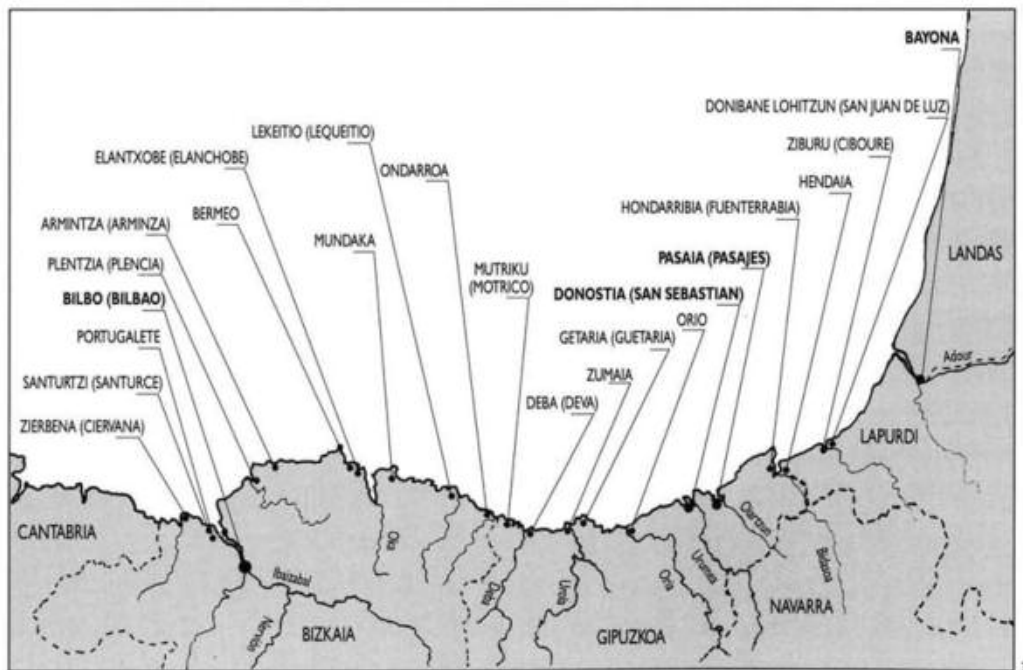 BAYONA
DONIBANE LOHITZUN (SAN JUAN DE LUZ)
LEKEITIO (LEQUEITIO)
ZIBURU (CIBOURE)
ELANTXOBE (ELANCHOBE)
ONDARROA
HENDAIA
HONDARRIBIA (FUENTERRABIA)
BERMEO
ARMINTZA (ARMINZA)
MUNDAKA
PASAIA (PASAJES)
LANDAS
PLENTZIA (PLENCIA)
MUTRIKU
(MOTRICO)
BILBO (BILBAO)
DONOSTIA (SAN SEBASTIAN)
ORIO
PORTUGALETE
GETARIA (GUETARIA)
Adour
SANTURTZI (SANTURCE)
ZUMAIA
DEBA (DEVA)
ZIERBENA (CIERVANA)
LAPURDI
CANTABRIA
Oka
Oiartzun
Urumea
Bidasoa
Ibaizabal
Deba
Urola
Oria
Nervión
BIZKAIA
GIPUZKOA
NAVARRA